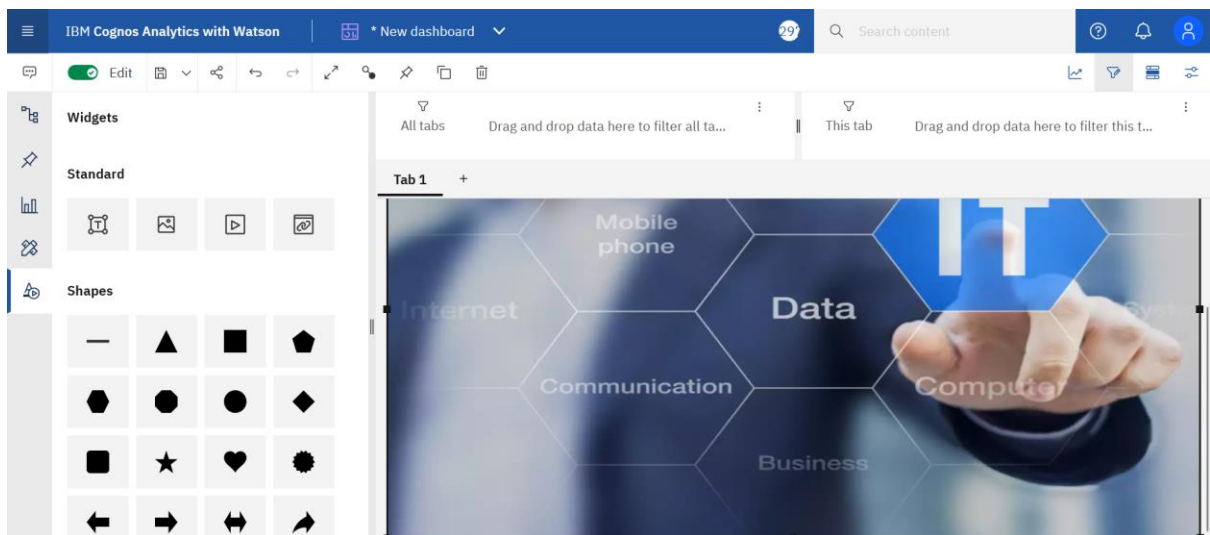 IBM Cognos Analytics with Watson
* New dashboard
Search content
Edit
Widgets
All tabs
Drag and drop data here to filter all ta...
This tab
Drag and drop data here to filter this t...
Standard
Tab 1
+
Shapes
Mobile
phone
IT
Internet
Data
Communication
Computer
Business